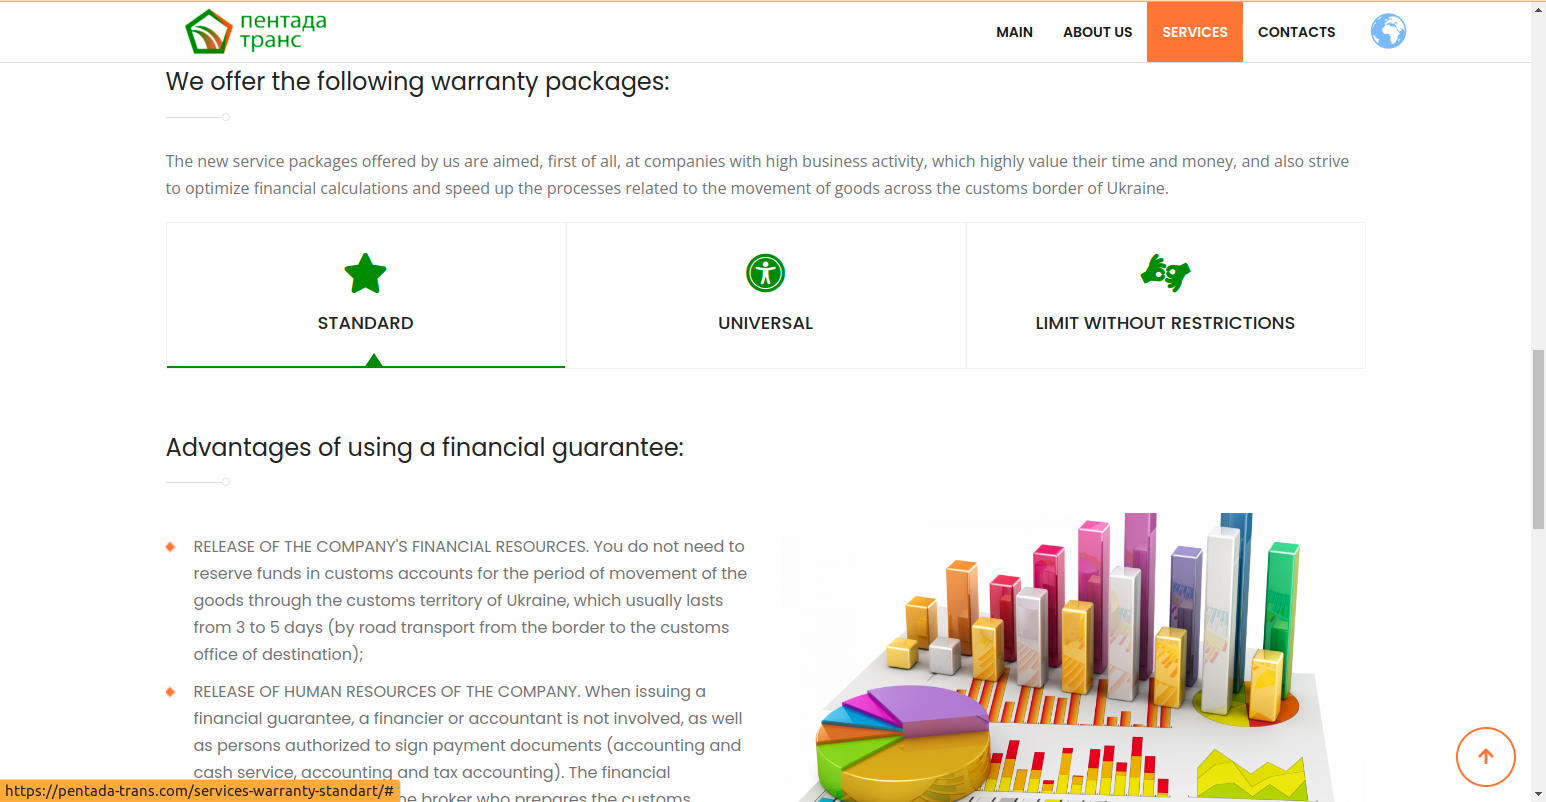 пентада
транс
MAIN
ABOUT US
SERVICES
CONTACTS
We offer the following warranty packages:
The new service packages offered by us are aimed, first of all, at companies with high business activity, which highly value their time and money, and also strive
to optimize financial calculations and speed up the processes related to the movement of goods across the customs border of Ukraine.
STANDARD
UNIVERSAL
LIMIT WITHOUT RESTRICTIONS
Advantages of using a financial guarantee:
RELEASE OF THE COMPANY'S FINANCIAL RESOURCES. You do not need to
reserve funds in customs accounts for the period of movement of the
goods through the customs territory of Ukraine, which usually lasts
from 3 to 5 days (by road transport from the border to the customs
office of destination);
RELEASE OF HUMAN RESOURCES OF THE COMPANY. When issuing a
financial guarantee, a financier or accountant is not involved, as well
as persons authorized to sign payment documents (accounting and
cash service, accounting and tax accounting). The financial
broker who prepares the customs
https://pentada-trans.com/services-warranty-standart/#